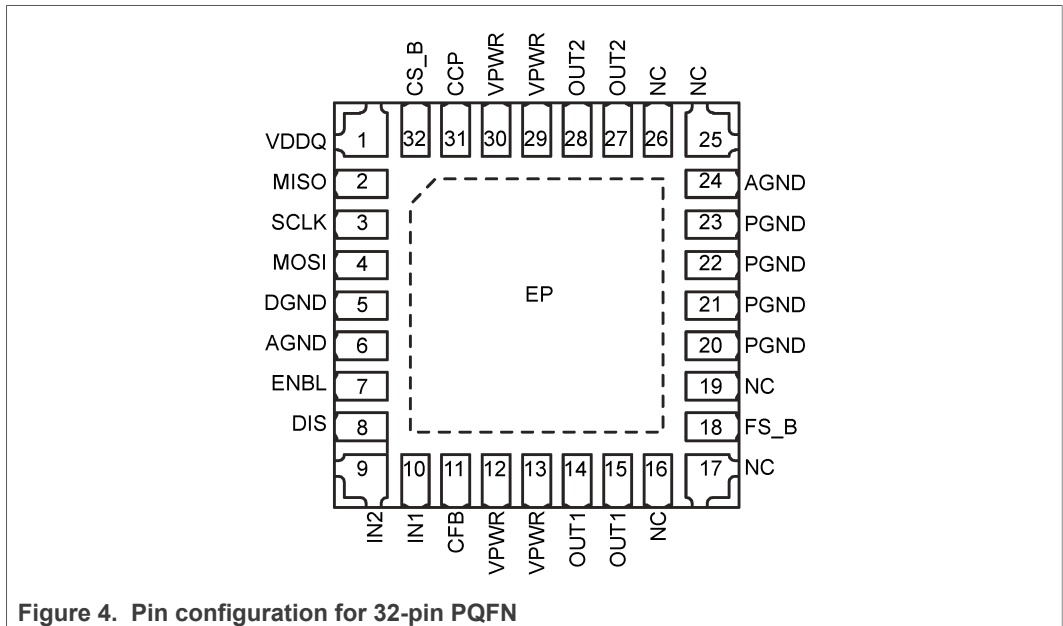 CS_B
CCP
VPWR
VPWR
OUT2
OUT2
NC
NC
32
31
30
29
28
27
26
25
VDDQ 1
MISO 2
SCLK 3
MOSI 4
DGND 5
AGND 6
ENBL 7
DIS 8
9
EP
24 AGND
23 PGND
22 PGND
21 PGND
20 PGND
19 NC
18 FS_B
17 NC
10
11
12
13
14
15
16
IN2
IN1
CFB
VPWR
VPWR
OUT1
OUT1
NC
Figure 4. Pin configuration for 32-pin PQFN